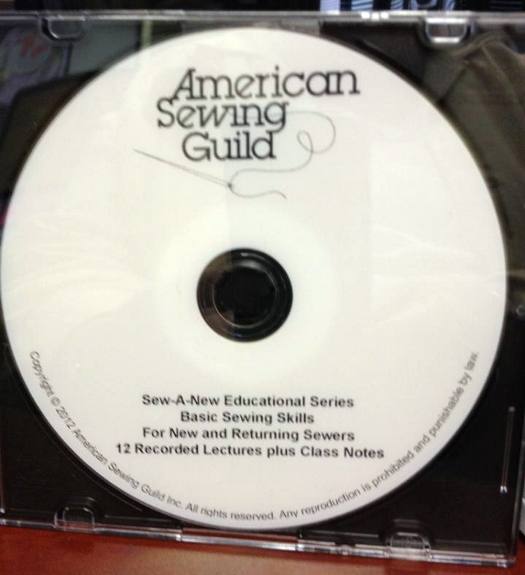 American
Sewing
Guild
Sew-A-New Educational Series
Basic Sewing Skills
For New and Returning Sewers
12 Recorded Lectures plus Class Notes
Copyright © 2012 American Sewing Guild Inc. All rights reserved. Any reproduction is prohibited and punishable by law.